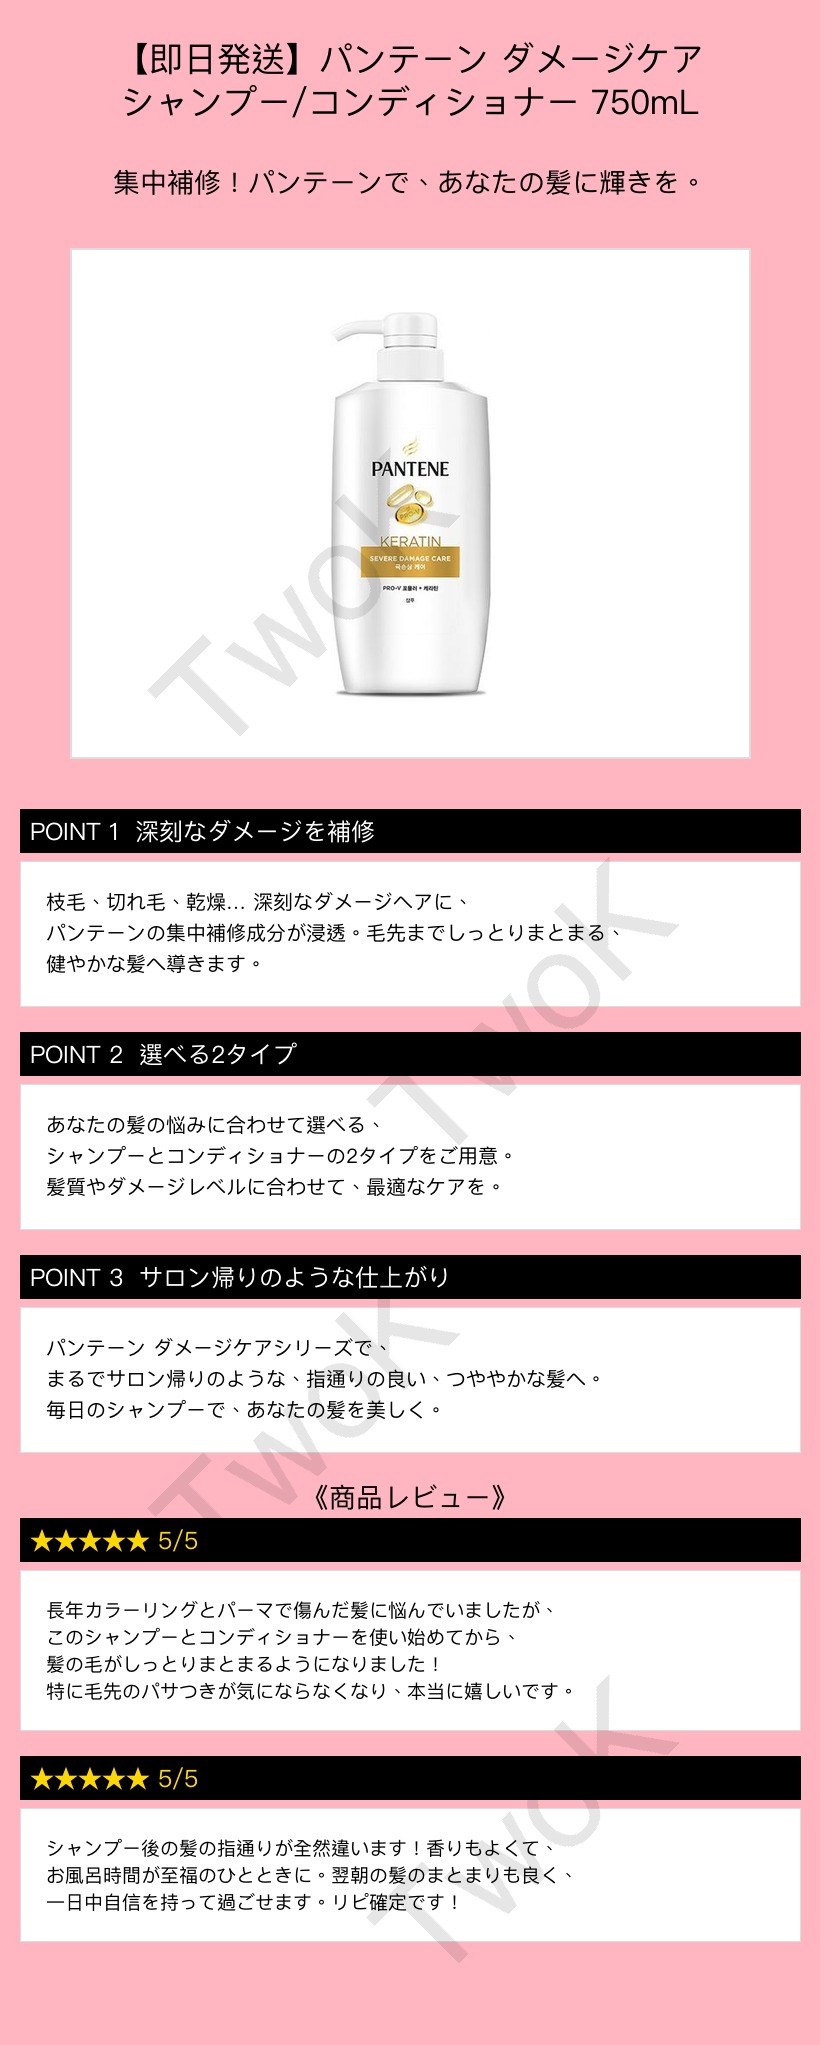 【即日発送】パンテーン ダメージケア
シャンプー/コンディショナー 750mL
集中補修！パンテーンで、あなたの髪に輝きを。
PANTENE
PRO-V
KERATIN
SEVERE DAMAGE CARE
극손상 케어
PRO-V 포뮬러 + 케라틴
샴푸
TwoK
POINT 1 深刻なダメージを補修
枝毛、切れ毛、乾燥... 深刻なダメージヘアに、
パンテーンの集中補修成分が浸透。毛先までしっとりまとまる、
健やかな髪へ導きます。
TwoK
POINT 2 選べる2タイプ
あなたの髪の悩みに合わせて選べる、
シャンプーとコンディショナーの2タイプをご用意。
髪質やダメージレベルに合わせて、最適なケアを。
POINT 3 サロン帰りのような仕上がり
パンテーン ダメージケアシリーズで、
まるでサロン帰りのような、指通りの良い、つややかな髪へ。
毎日のシャンプーで、あなたの髪を美しく。
TwoK
《商品レビュー》
★★★★★ 5/5
長年カラーリングとパーマで傷んだ髪に悩んでいましたが、
このシャンプーとコンディショナーを使い始めてから、
髪の毛がしっとりまとまるようになりました！
特に毛先のパサつきが気にならなくなり、本当に嬉しいです。
★★★★★ 5/5
シャンプー後の髪の指通りが全然違います！香りもよくて、
お風呂時間が至福のひとときに。翌朝の髪のまとまりも良く、
一日中自信を持って過ごせます。リピ確定です！
TwoK